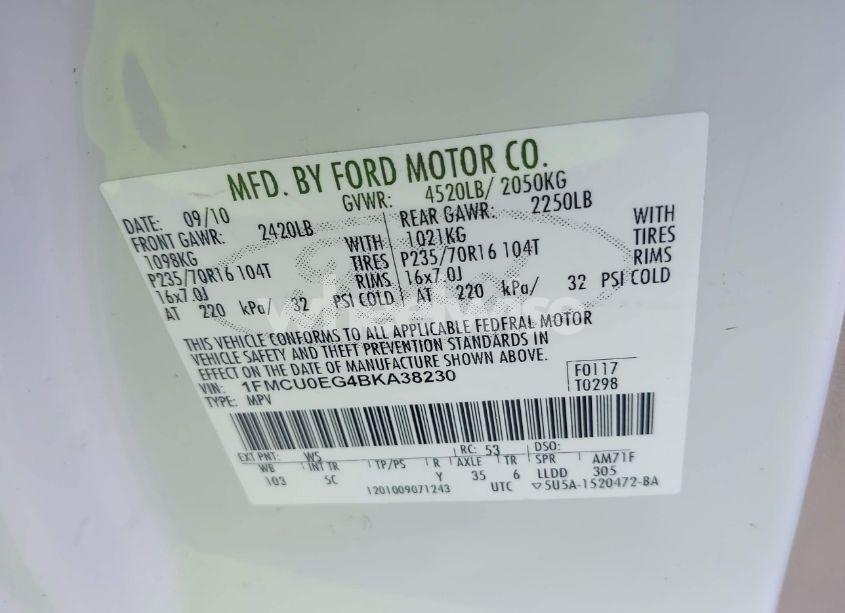 MFD. BY FORD MOTOR CO.
DATE: 09/10 GVWR: 4520LB/ 2050KG
FRONT GAWR: 2420LB REAR GAWR: 2250LB
1098KG WITH 1021KG WITH
P235/70R16 104T TIRES P235/70R16 104T TIRES
16x7.0J RIMS 16x7.0J RIMS
AT 220 kPa/ 32 PSI COLD AT 220 kPa/ 32 PSI COLD
THIS VEHICLE CONFORMS TO ALL APPLICABLE FEDERAL MOTOR
VEHICLE SAFETY AND THEFT PREVENTION STANDARDS IN
EFFECT ON THE DATE OF MANUFACTURE SHOWN ABOVE.
VIN: 1FMCU0EG4BKA38230 F0117
TYPE: MPV T0298
EXT PNT: WS RC: 53 DSO:
WB INT TR TP/PS R AXLE TR SPR AM71F
103 5C Y 35 6 LLDD 305
1201009071243 UTC ▽5U5A-1520472-BA